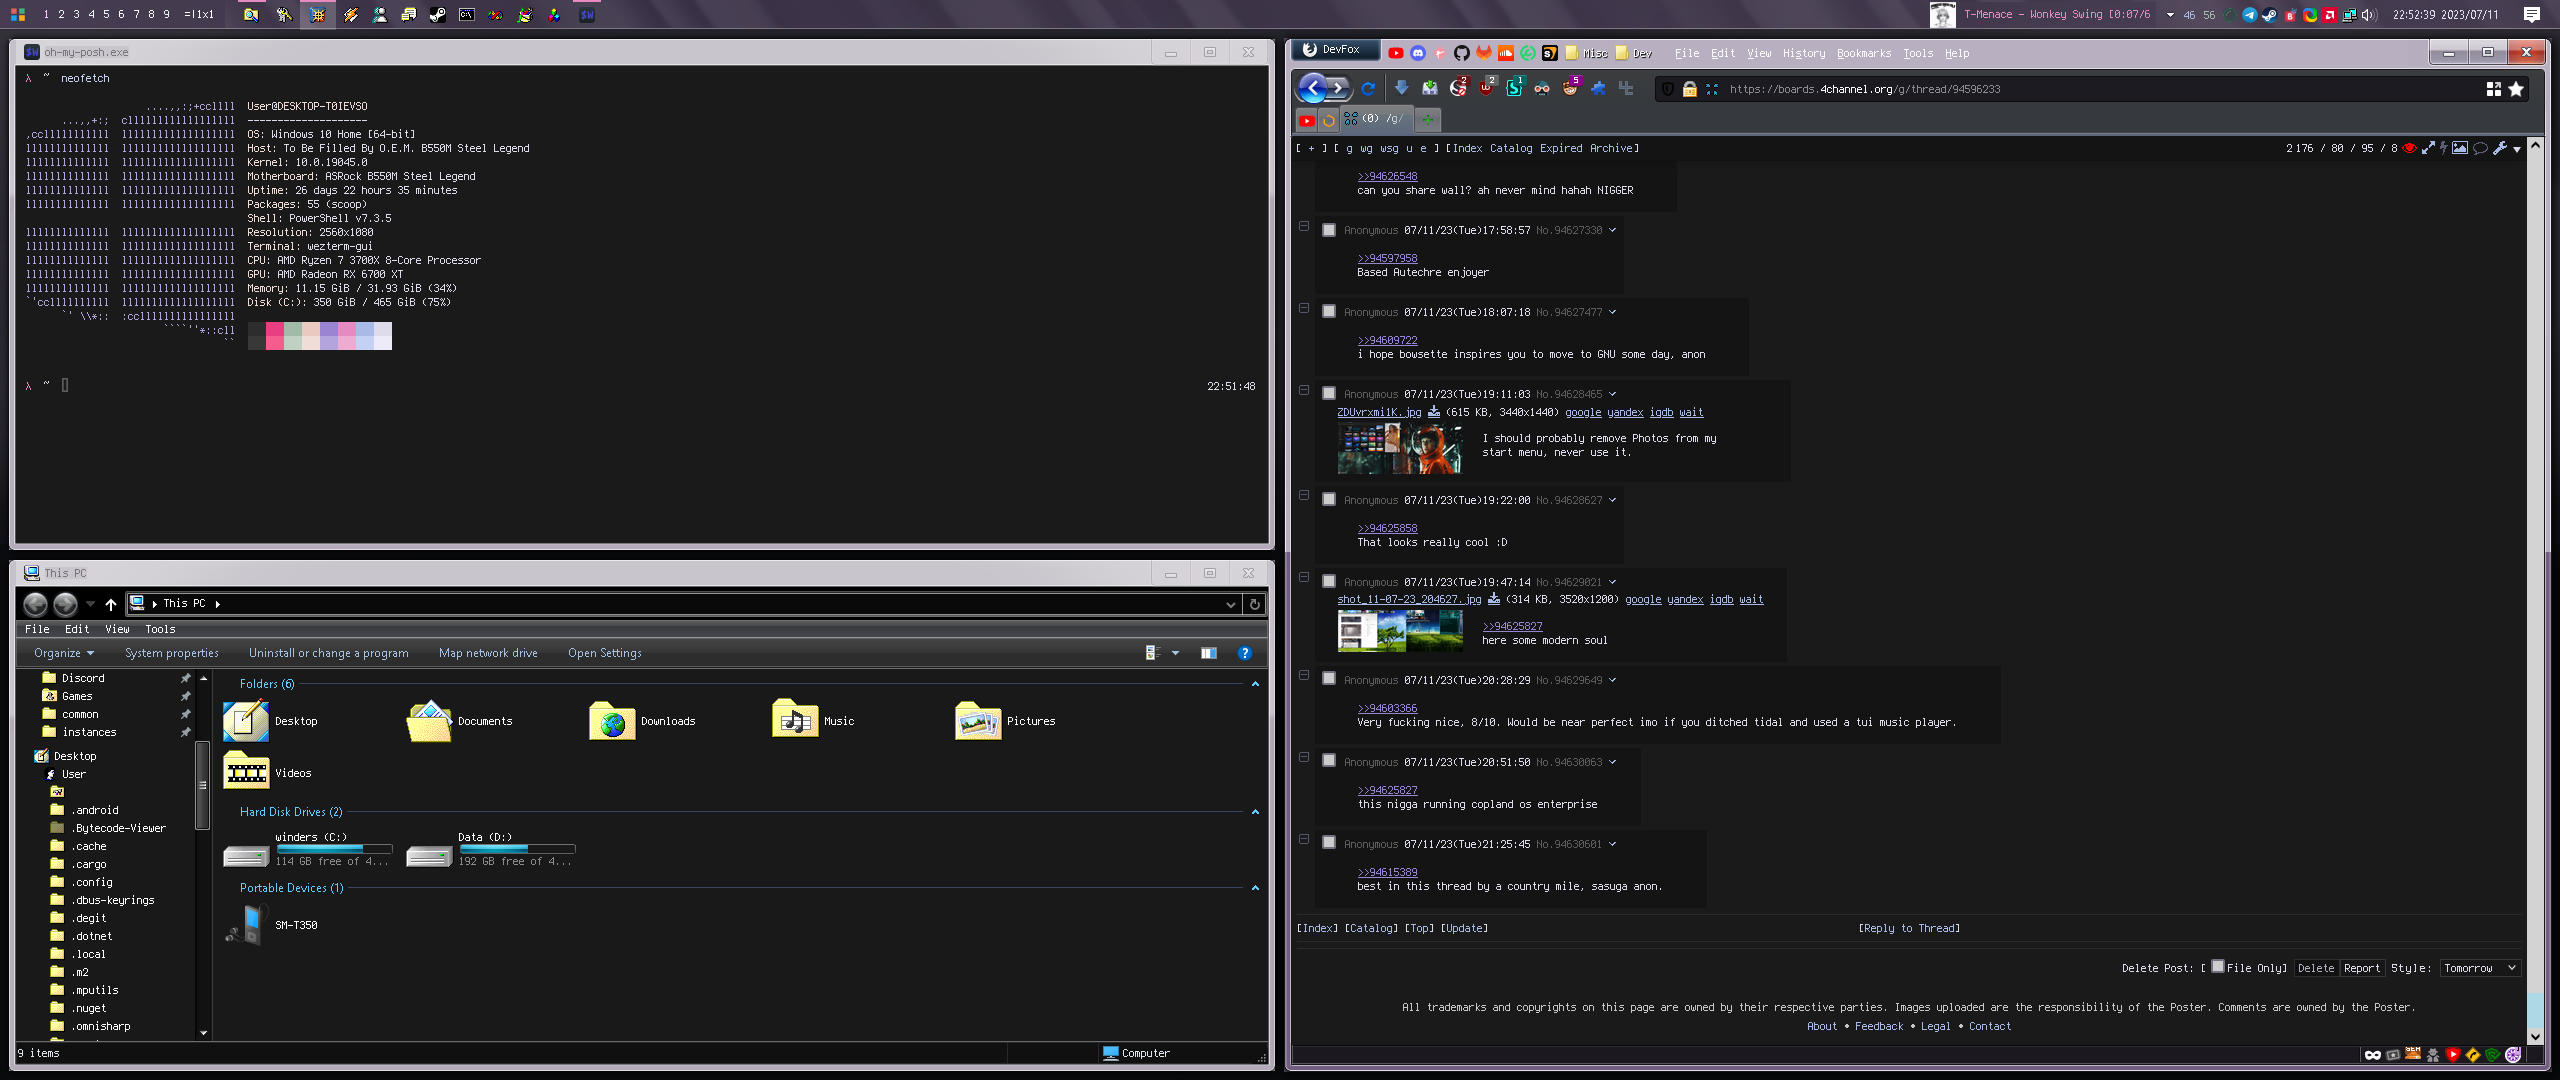 1 2 3 4 5 6 7 8 9 =[1x1
T-Menace - Wonkey Swing [0:07/6
46 56
22:52:39 2023/07/11
oh-my-posh.exe
λ ~ neofetch
....,,:;+ccllll User@DESKTOP-T0IEVSO
--------------------
OS: Windows 10 Home [64-bit]
Host: To Be Filled By O.E.M. B550M Steel Legend
Kernel: 10.0.19045.0
Motherboard: ASRock B550M Steel Legend
Uptime: 26 days 22 hours 35 minutes
Packages: 55 (scoop)
Shell: PowerShell v7.3.5
Resolution: 2560x1080
Terminal: wezterm-gui
CPU: AMD Ryzen 7 3700X 8-Core Processor
GPU: AMD Radeon RX 6700 XT
Memory: 11.15 GiB / 31.93 GiB (34%)
Disk (C:): 350 GiB / 465 GiB (75%)
λ ~
22:51:48
This PC
This PC
File Edit View Tools
Organize System properties Uninstall or change a program Map network drive Open Settings
Discord
Games
common
instances
Desktop
User
.android
.Bytecode-Viewer
.cache
.cargo
.config
.dbus-keyrings
.degit
.dotnet
.local
.m2
.mputils
.nuget
.omnisharp
Folders (6)
Desktop Documents Downloads Music Pictures
Videos
Hard Disk Drives (2)
winders (C:) Data (D:)
114 GB free of 4... 192 GB free of 4...
Portable Devices (1)
SM-T350
9 items
Computer
DevFox
Misc Dev
File Edit View History Bookmarks Tools Help
https://boards.4channel.org/g/thread/94596233
(0) /g/
[ + ] [ g wg wsg u e ] [Index Catalog Expired Archive]
2 176 / 80 / 95 / 8
>>94626548
can you share wall? ah never mind hahah NIGGER
Anonymous 07/11/23(Tue)17:58:57 No.94627330
>>94597958
Based Autechre enjoyer
Anonymous 07/11/23(Tue)18:07:18 No.94627477
>>94609722
i hope bowsette inspires you to move to GNU some day, anon
Anonymous 07/11/23(Tue)19:11:03 No.94628465
ZDUvrxmi1K.jpg (615 KB, 3440x1440) google yandex iqdb wait
I should probably remove Photos from my
start menu, never use it.
Anonymous 07/11/23(Tue)19:22:00 No.94628627
>>94625858
That looks really cool :D
Anonymous 07/11/23(Tue)19:47:14 No.94629021
shot_11-07-23_204627.jpg (314 KB, 3520x1200) google yandex iqdb wait
>>94625827
here some modern soul
Anonymous 07/11/23(Tue)20:28:29 No.94629649
>>94603366
Very fucking nice, 8/10. Would be near perfect imo if you ditched tidal and used a tui music player.
Anonymous 07/11/23(Tue)20:51:50 No.94630063
>>94625827
this nigga running copland os enterprise
Anonymous 07/11/23(Tue)21:25:45 No.94630601
>>94615389
best in this thread by a country mile, sasuga anon.
[Index] [Catalog] [Top] [Update]
[Reply to Thread]
Delete Post: [ File Only] Delete Report Style: Tomorrow
All trademarks and copyrights on this page are owned by their respective parties. Images uploaded are the responsibility of the Poster. Comments are owned by the Poster.
About • Feedback • Legal • Contact